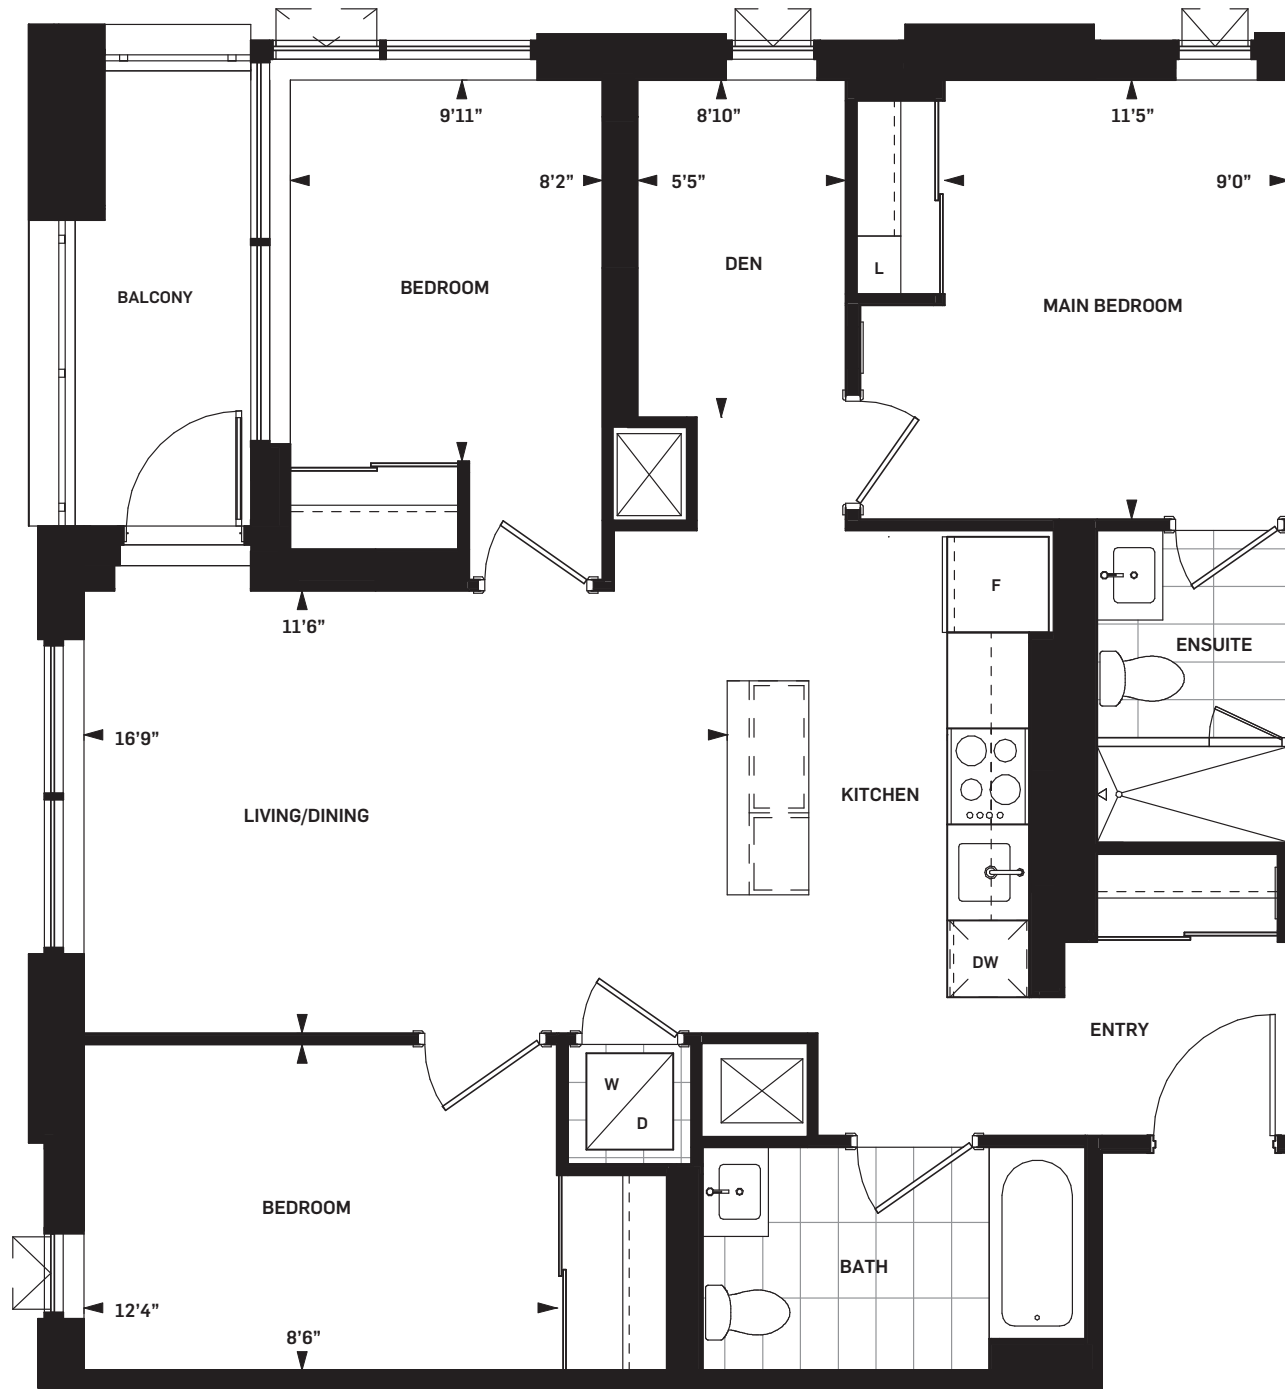 9'11”
8'10”
11'5”
8'2”
5'5”
9'0”
DEN
BEDROOM
BALCONY
L
MAIN BEDROOM
F
11'6”
ENSUITE
16'9”
KITCHEN
LIVING/DINING
DW
ENTRY
W
D
BEDROOM
BATH
12'4”
8'6”